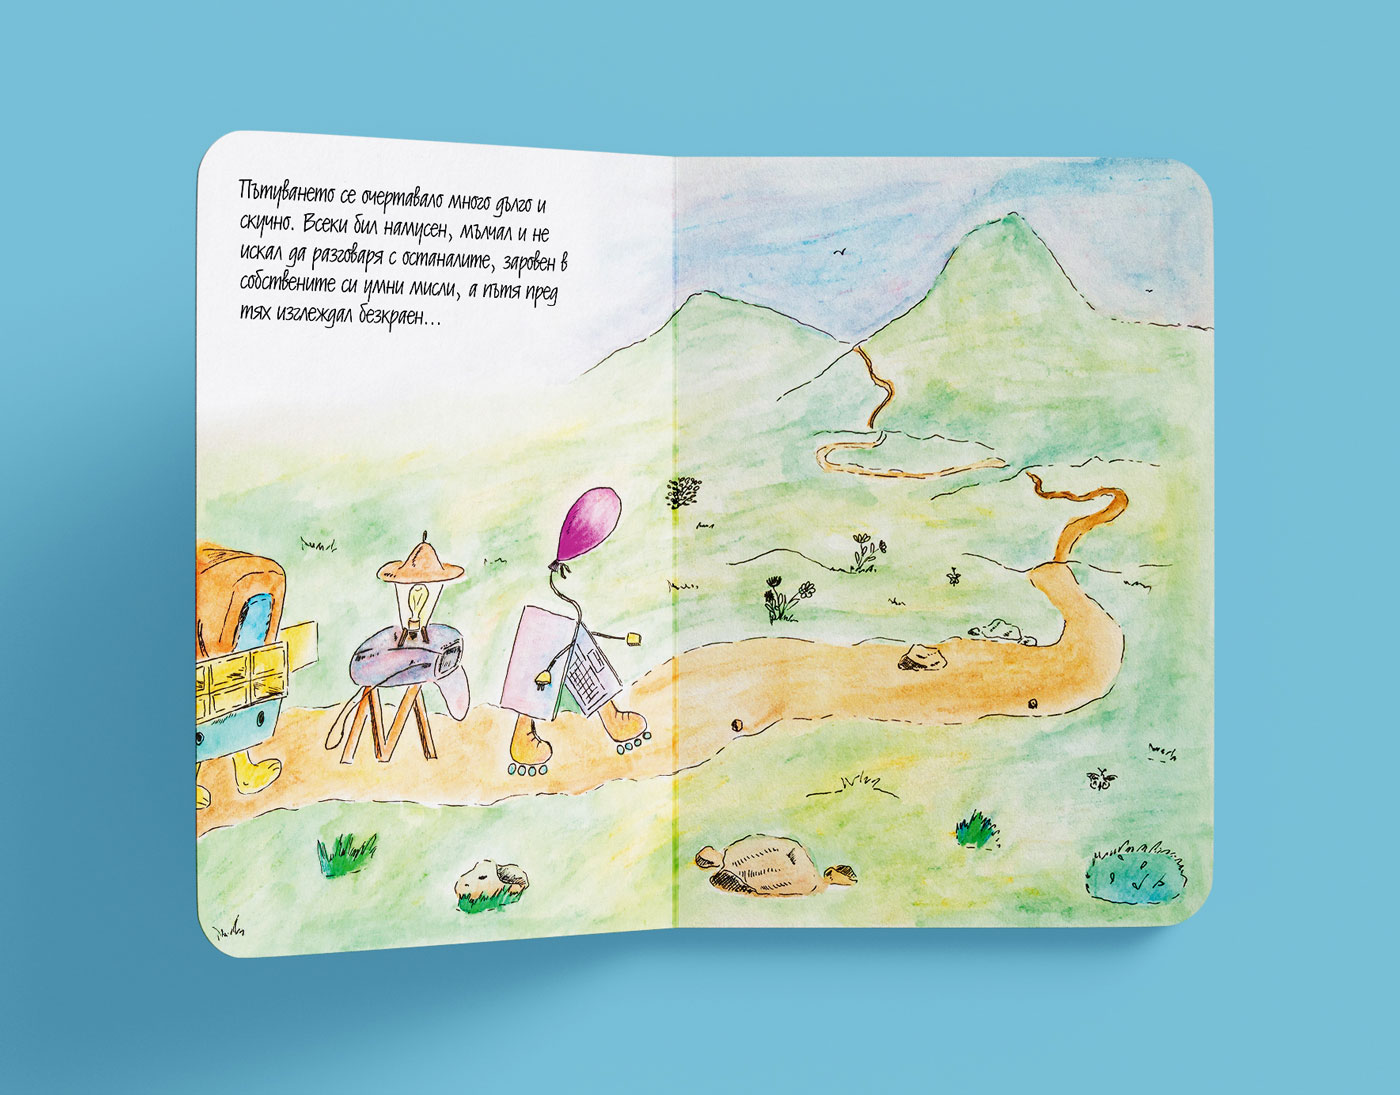 Пътуването се очертавало много дълго и
скучно. Всеки бил намусен, мълчал и не
искал да разговаря с останалите, заровен в
собствените си умни мисли, а пътя пред
тях изглеждал безкраен...